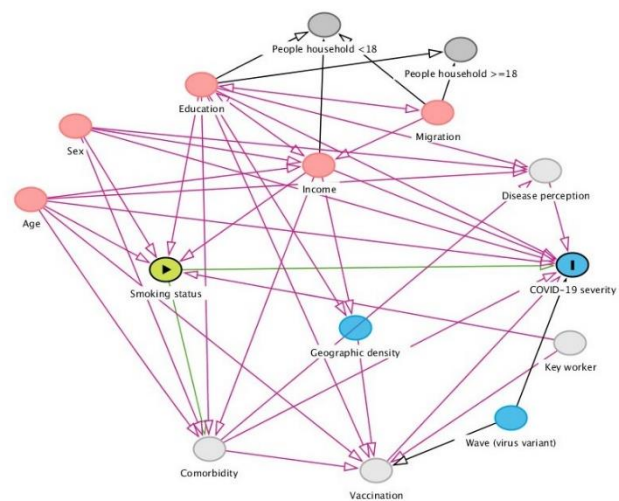 People household <18
People household >=18
Education
Migration
Sex
Income
Disease perception
Age
Smoking status
COVID-19 severity
Geographic density
Key worker
Wave (virus variant)
Comorbidity
Vaccination